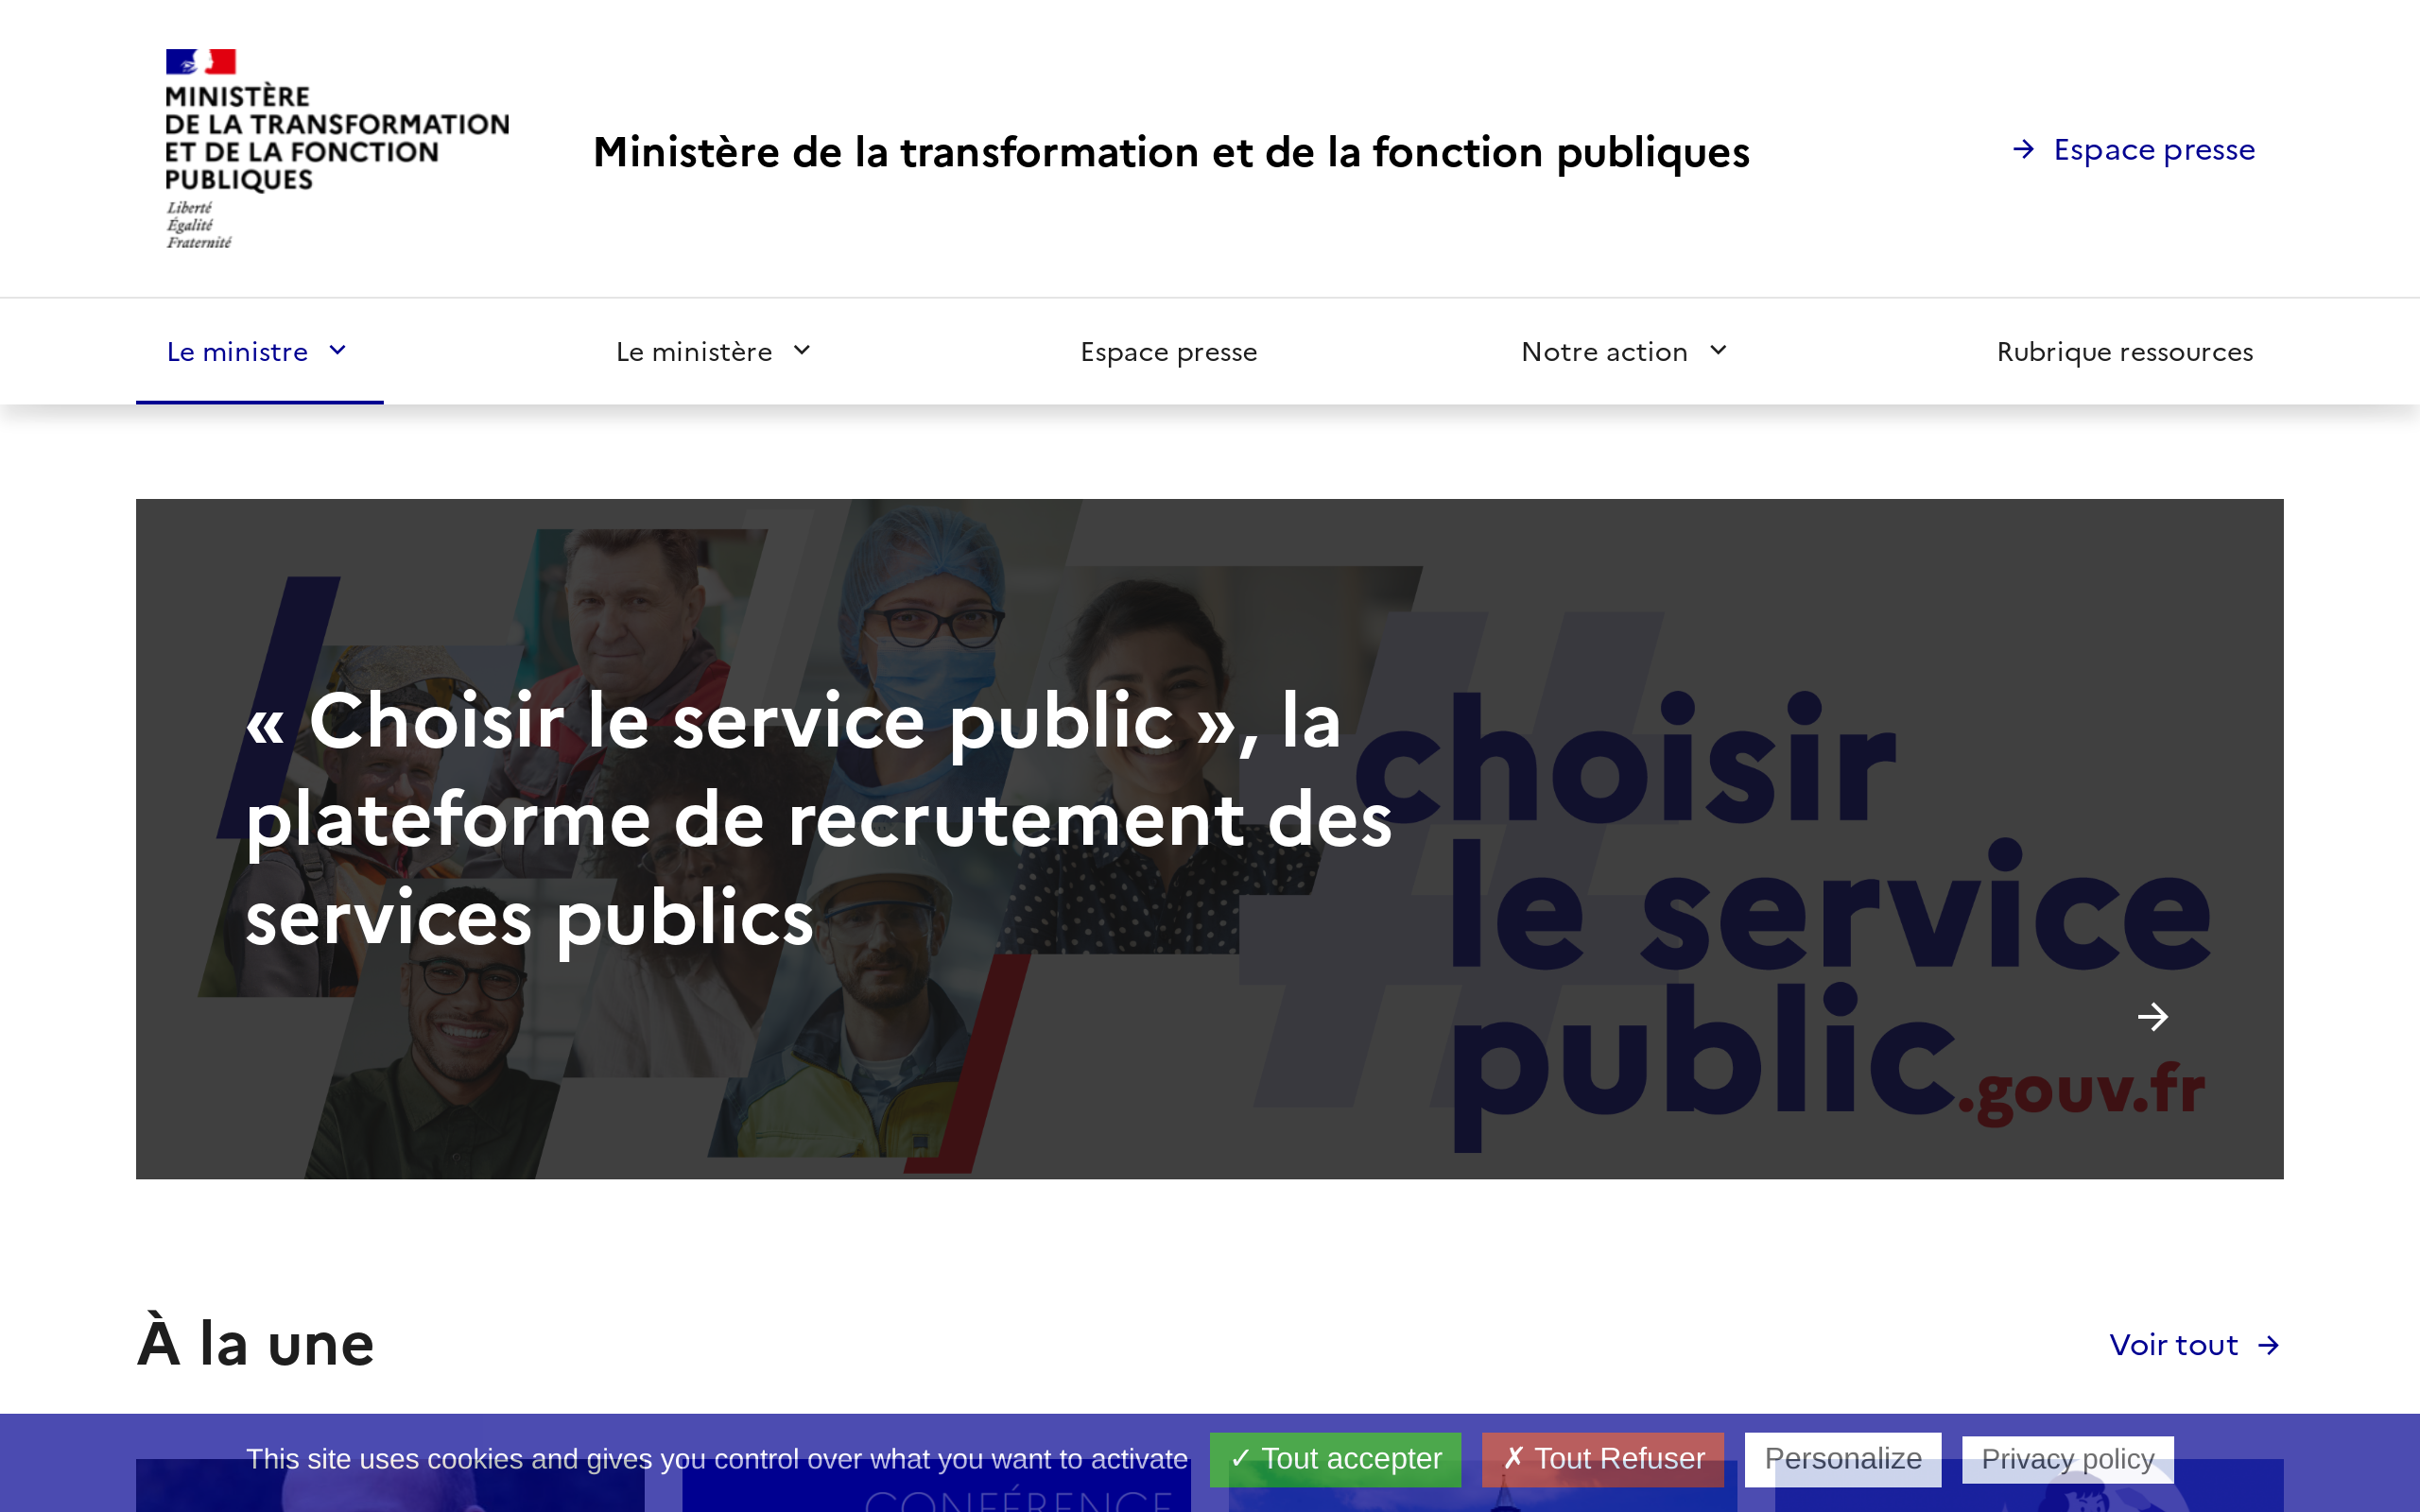 MINISTÈRE
DE LA TRANSFORMATION
ET DE LA FONCTION
PUBLIQUES
Liberté
Égalité
Fraternité
Ministère de la transformation et de la fonction publiques
Espace presse
Le ministre
Le ministère
Espace presse
Notre action
Rubrique ressources
« Choisir le service public », la
plateforme de recrutement des
services publics
choisir
le service
public.gouv.fr
À la une
Voir tout
This site uses cookies and gives you control over what you want to activate
✓ Tout accepter
✗ Tout Refuser
Personalize
Privacy policy
CONFÉRENCE